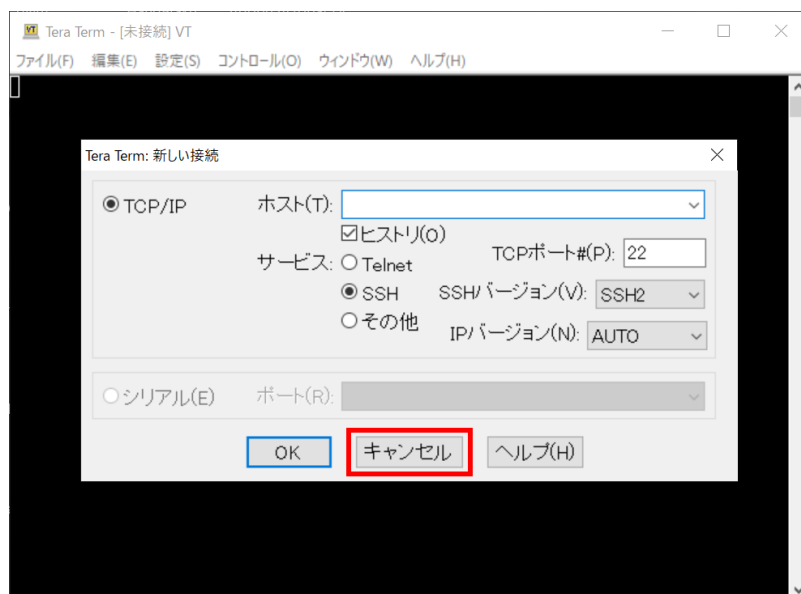 Tera Term - [未接続] VT
ファイル(F) 編集(E) 設定(S) コントロール(O) ウィンドウ(W) ヘルプ(H)
Tera Term: 新しい接続
TCP/IP ホスト(T):
ヒストリ(O)
サービス: Telnet TCPポート#(P): 22
SSH SSHバージョン(V): SSH2
その他 IPバージョン(N): AUTO
シリアル(E) ポート(R):
OK キャンセル ヘルプ(H)